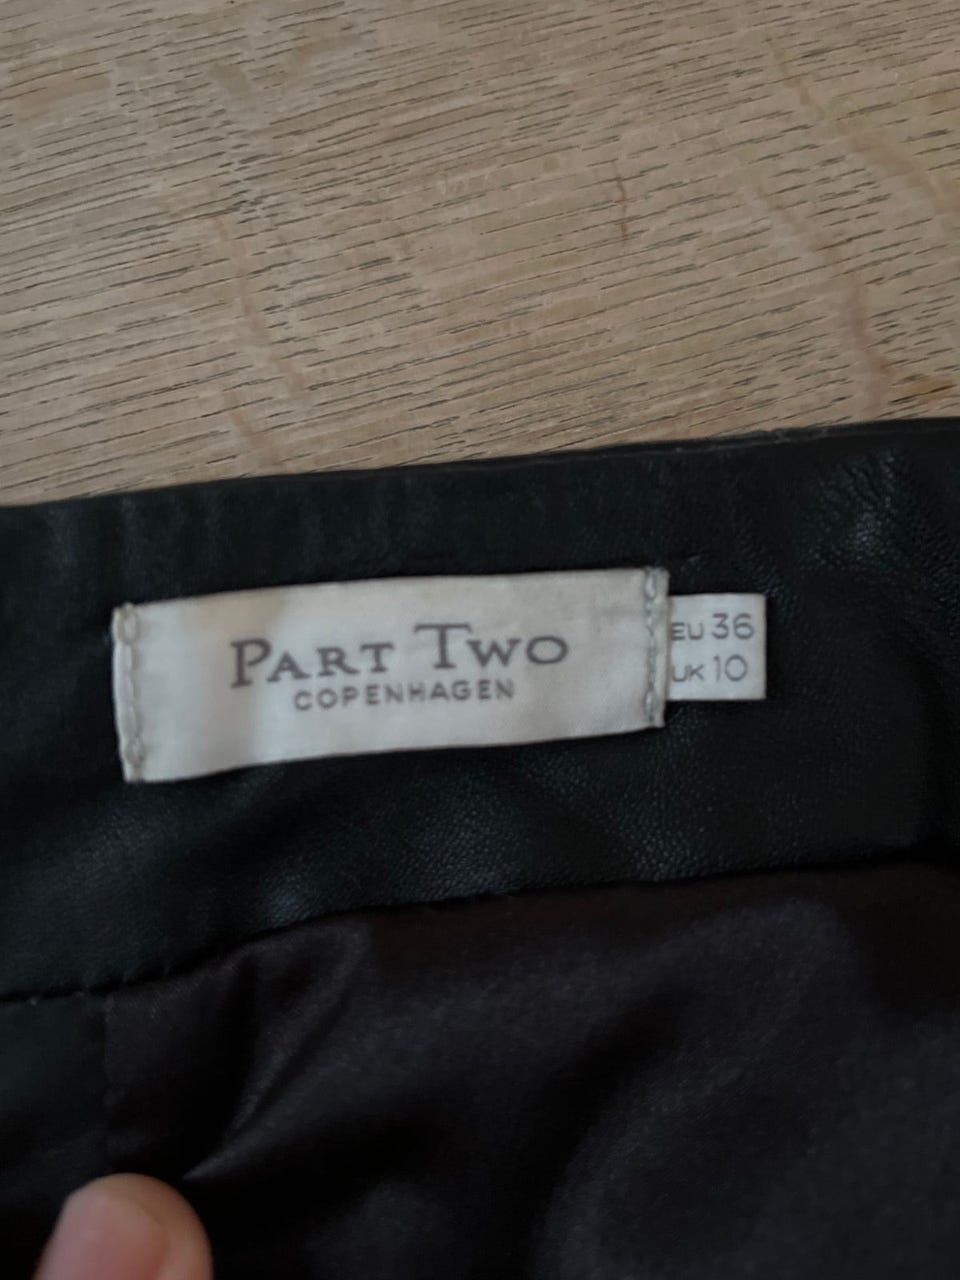 PART TWO
COPENHAGEN
EU 36
UK 10